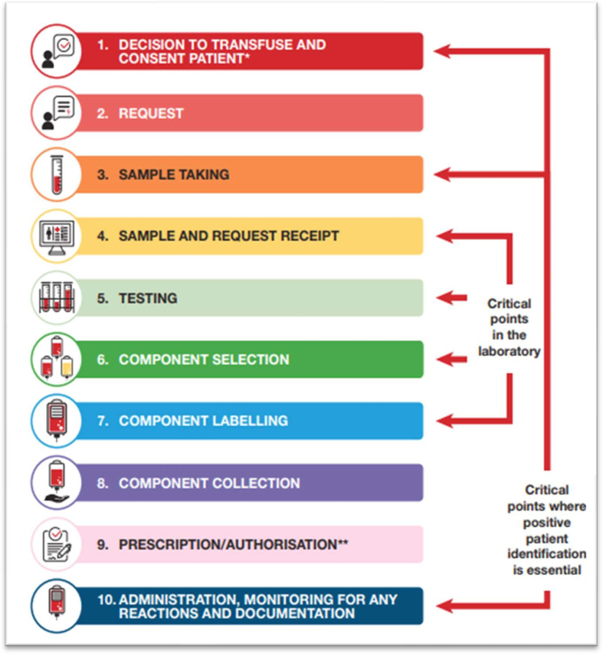 1. DECISION TO TRANSFUSE AND
CONSENT PATIENT*
2. REQUEST
3. SAMPLE TAKING
4. SAMPLE AND REQUEST RECEIPT
5. TESTING
6. COMPONENT SELECTION
7. COMPONENT LABELLING
8. COMPONENT COLLECTION
9. PRESCRIPTION/AUTHORISATION**
10. ADMINISTRATION, MONITORING FOR ANY
REACTIONS AND DOCUMENTATION
Critical
points
in the
laboratory
Critical
points where
positive
patient
identification
is essential